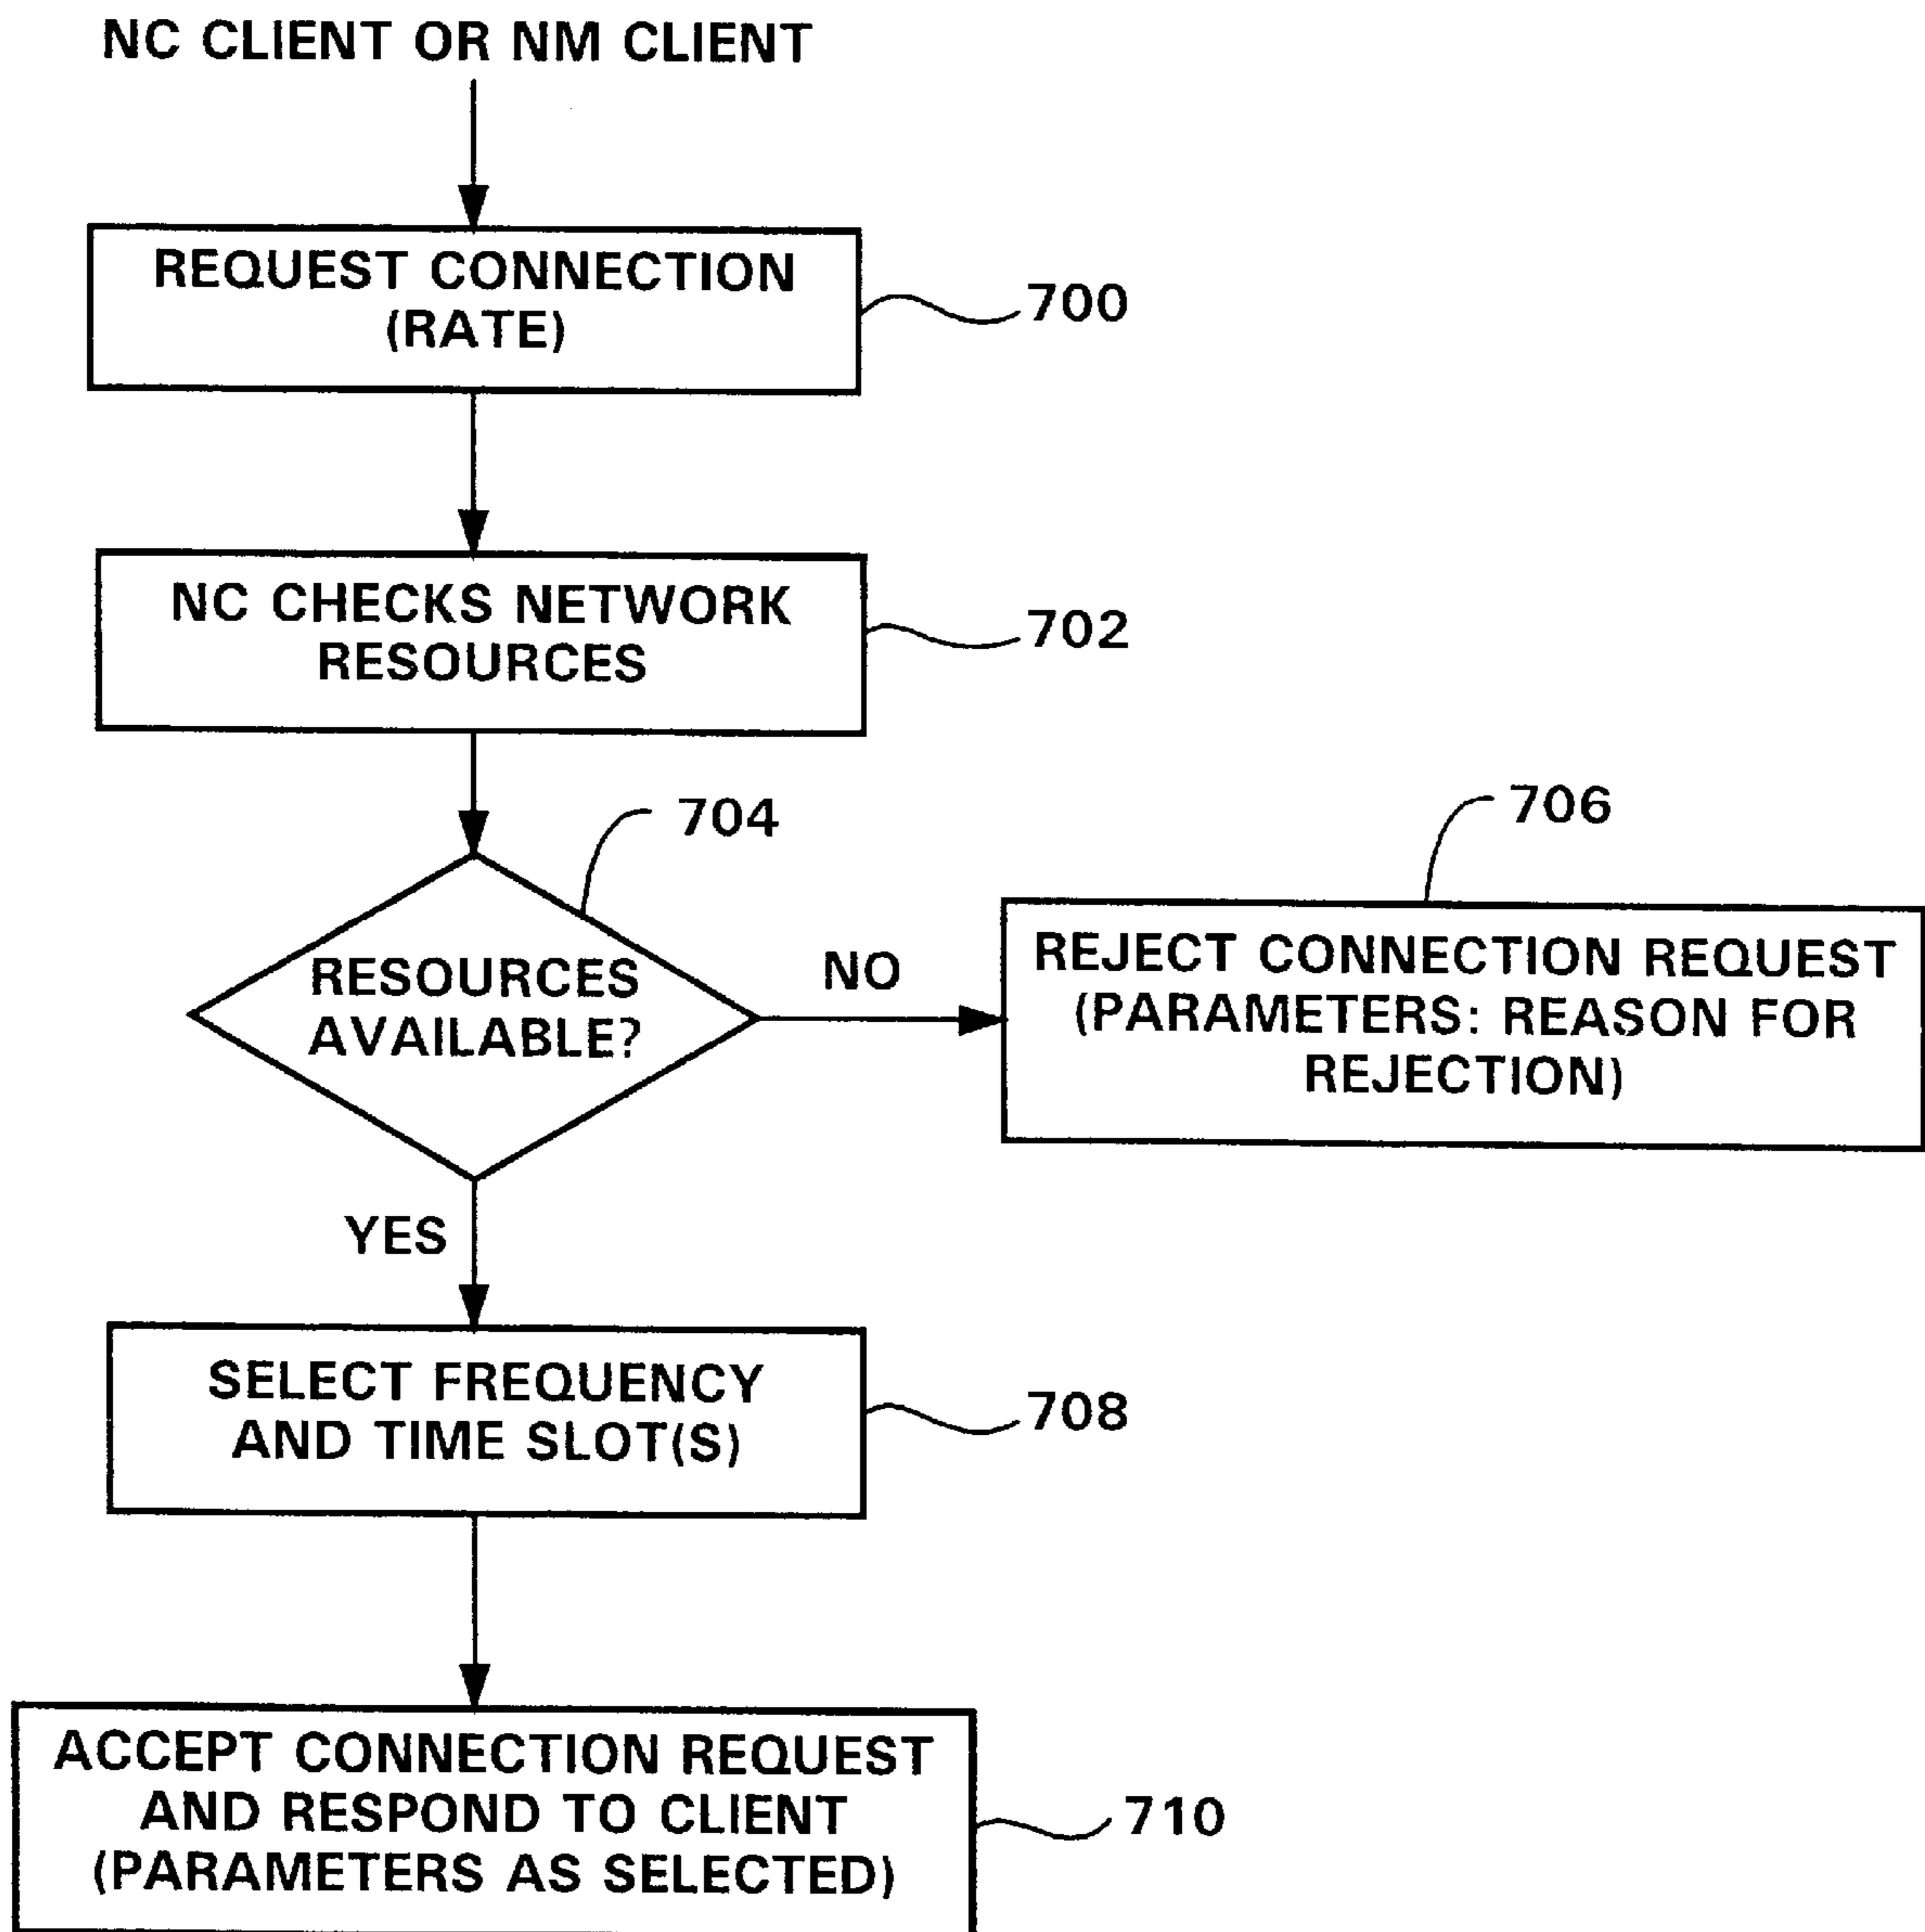 NC CLIENT OR NM CLIENT
REQUEST CONNECTION
(RATE)
700
NC CHECKS NETWORK
RESOURCES
702
704
706
RESOURCES
AVAILABLE?
NO
REJECT CONNECTION REQUEST
(PARAMETERS: REASON FOR
REJECTION)
YES
SELECT FREQUENCY
AND TIME SLOT(S)
708
ACCEPT CONNECTION REQUEST
AND RESPOND TO CLIENT
(PARAMETERS AS SELECTED)
710